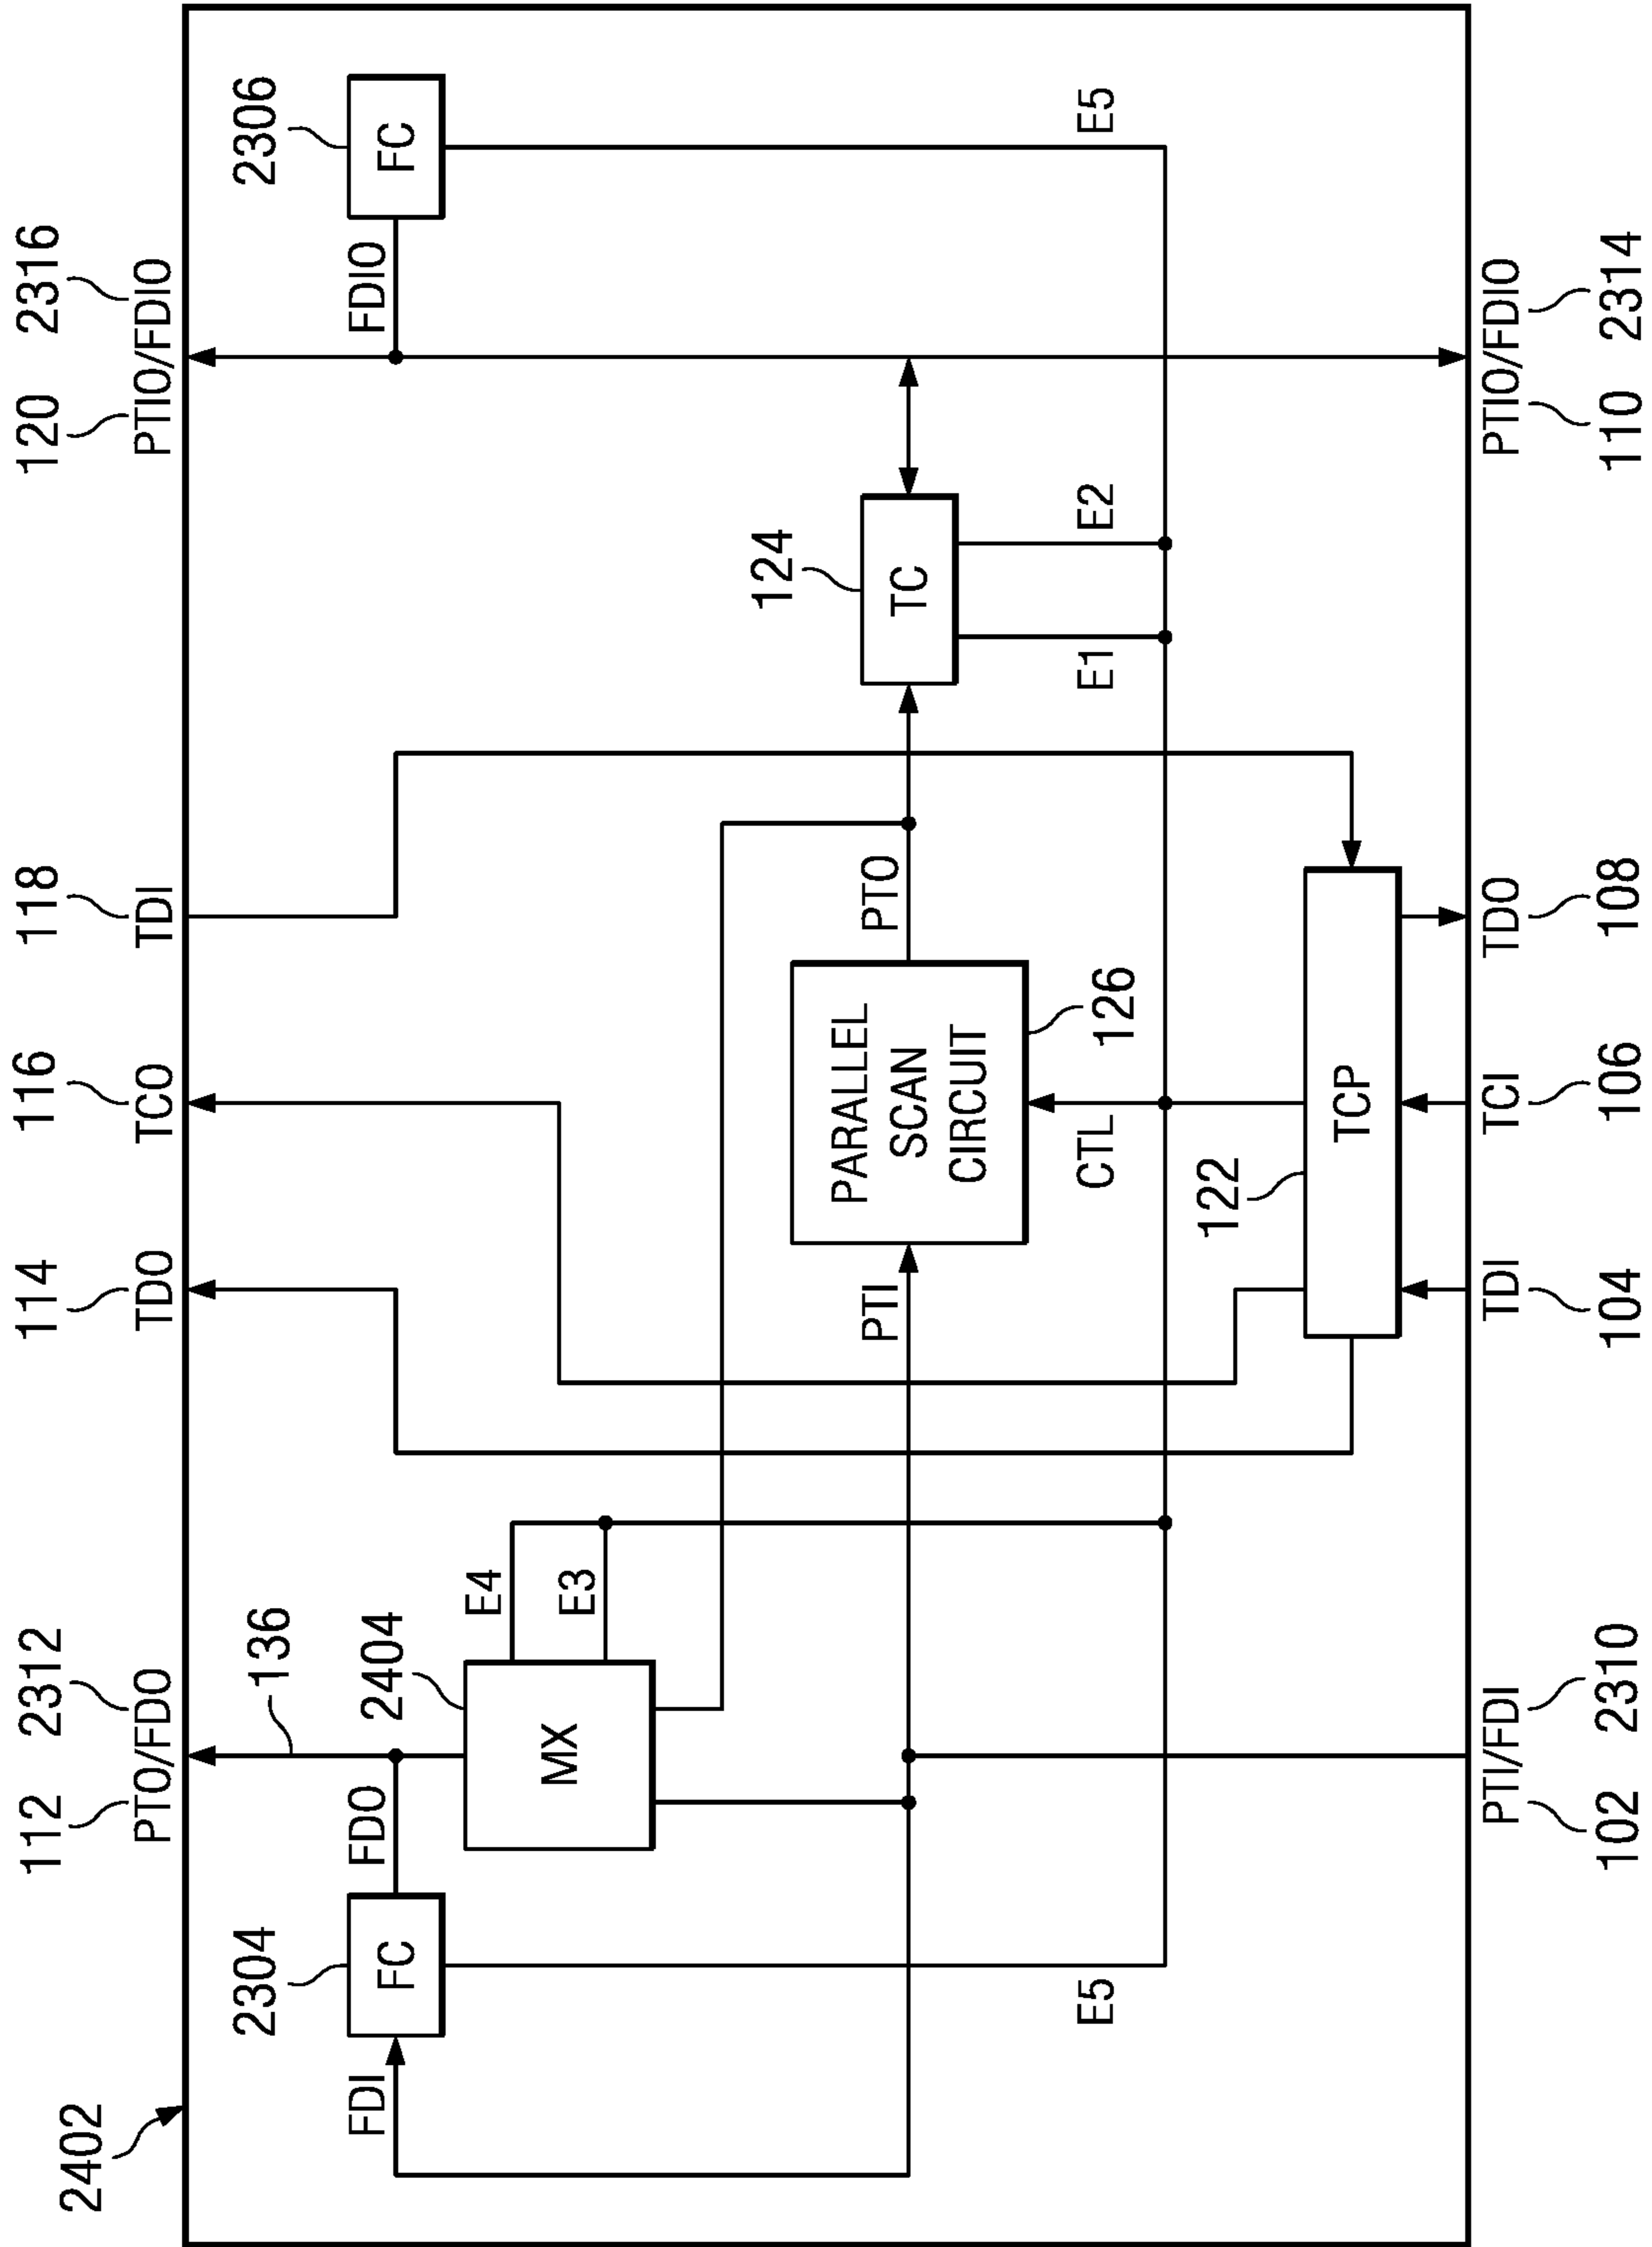 2402
112 2312 114 116 118 120 2316
PTO/FDO TDO TCO TDI PTIO/FDIO
2304 136 2306
FDI FDO 2404 FDIO
FC FC
E4
MX E3
124
PARALLEL
SCAN
CIRCUIT
PTI PTO TC
E5 CTL 126 E1 E2 E5
122
TCP
PTI/FDI TDI TCI TDO PTIO/FDIO
102 2310 104 106 108 110 2314